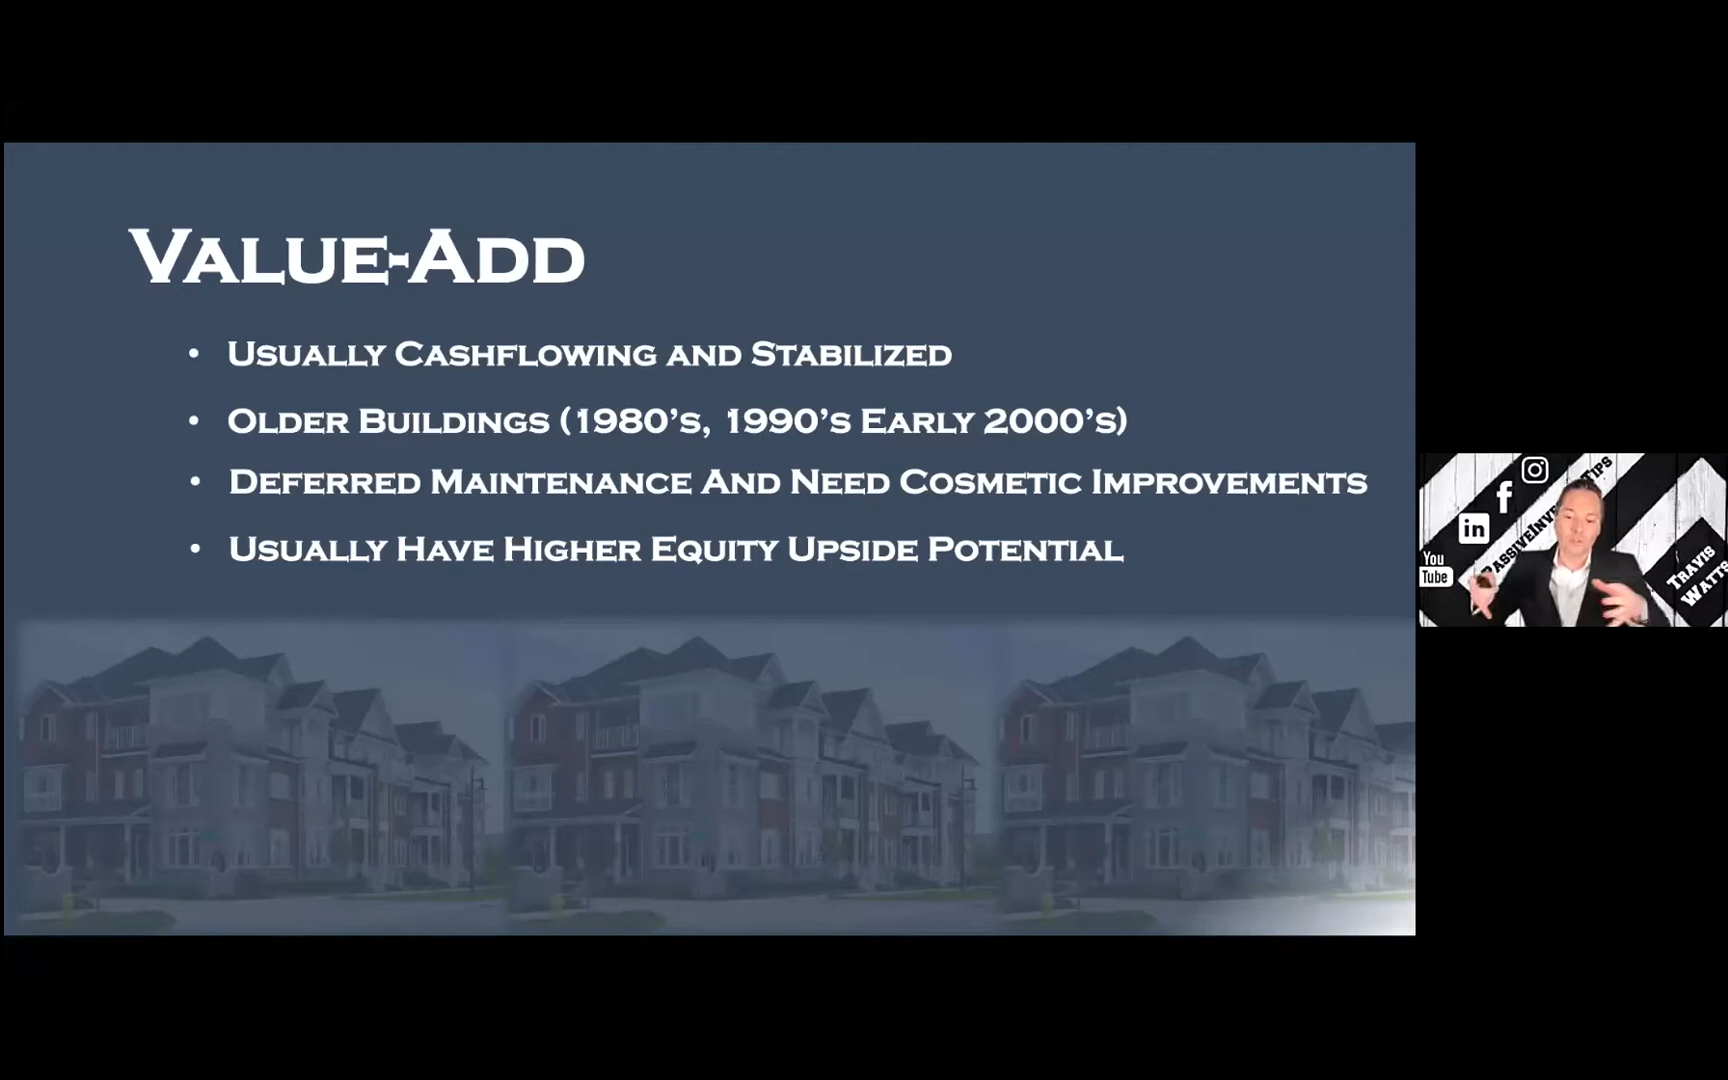 Value-Add
• Usually Cashflowing and Stabilized
• Older Buildings (1980's, 1990's Early 2000's)
• Deferred Maintenance And Need Cosmetic Improvements
• Usually Have Higher Equity Upside Potential
f
in
You
Tube
Tips
Travis
Watts